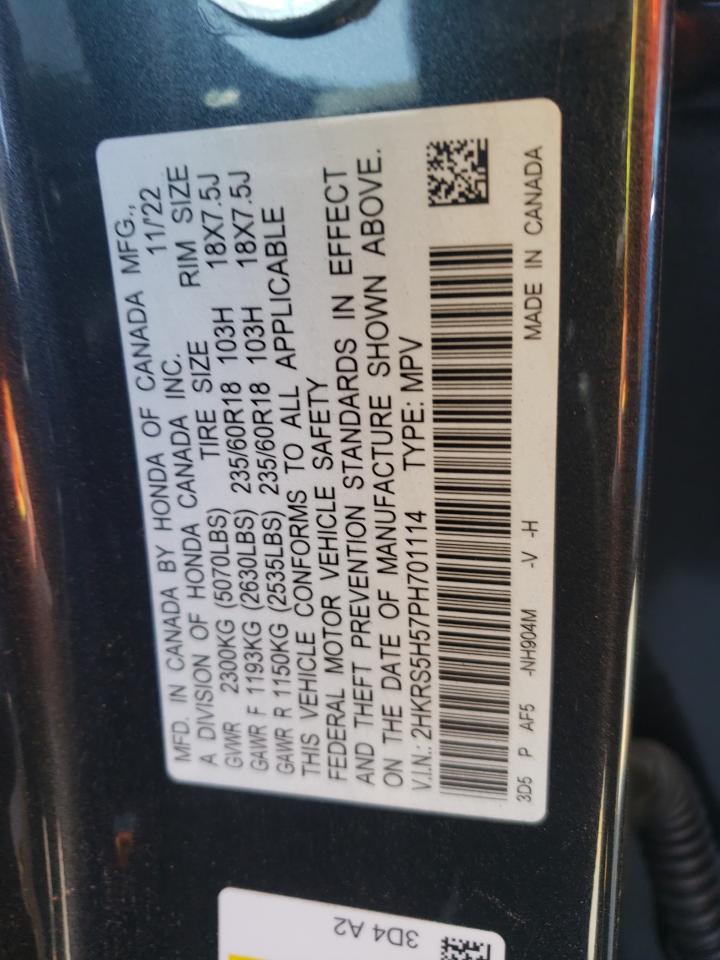 MFD. IN CANADA BY HONDA OF CANADA MFG.,
A DIVISION OF HONDA CANADA INC. 11/'22
GVWR 2300KG (5070LBS) TIRE SIZE RIM SIZE
GAWR F 1193KG (2630LBS) 235/60R18 103H 18X7.5J
GAWR R 1150KG (2535LBS) 235/60R18 103H 18X7.5J
THIS VEHICLE CONFORMS TO ALL APPLICABLE
FEDERAL MOTOR VEHICLE SAFETY
AND THEFT PREVENTION STANDARDS IN EFFECT
ON THE DATE OF MANUFACTURE SHOWN ABOVE.
V.I.N.: 2HKRS5H57PH701114 TYPE: MPV
3D5 P AF5 -NH904M -V -H MADE IN CANADA
3D4 A2